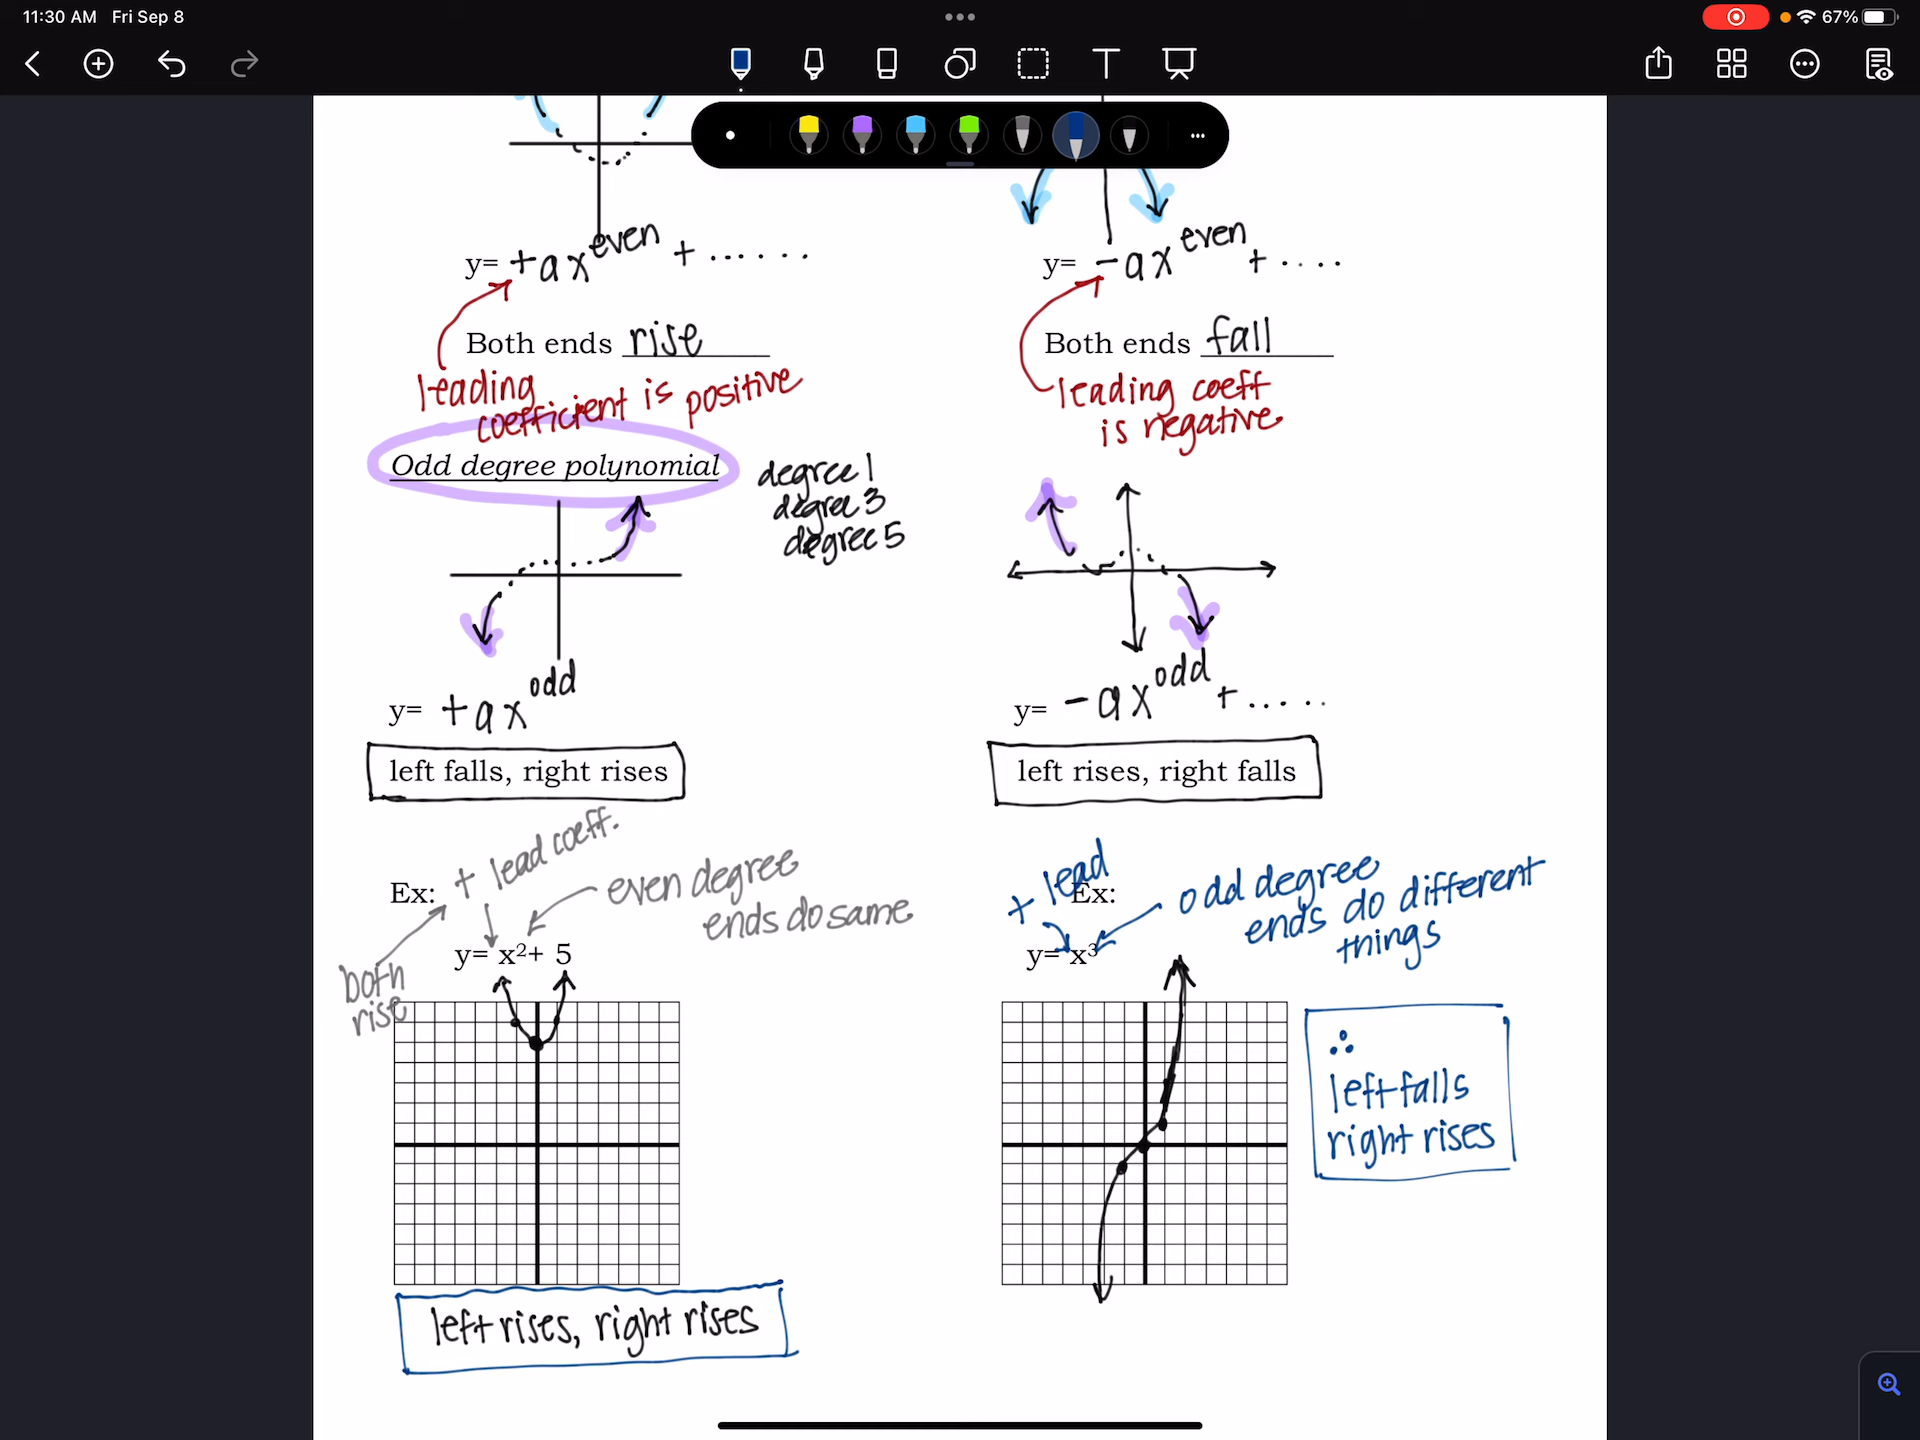 11:30 AM Fri Sep 8
67%
y= +ax^even + ......
y= -ax^even + ....
Both ends rise
Both ends fall
leading
coefficient is positive
leading coeff
is negative
Odd degree polynomial
degree 1
degree 3
degree 5
y= +ax^odd
y= -ax^odd + .....
left falls, right rises
left rises, right falls
Ex:
+ lead coeff.
even degree
ends do same
both
rise
y= x²+ 5
+ lead
Ex:
odd degree
ends do different
things
y= x³
∴
left falls
right rises
left rises, right rises